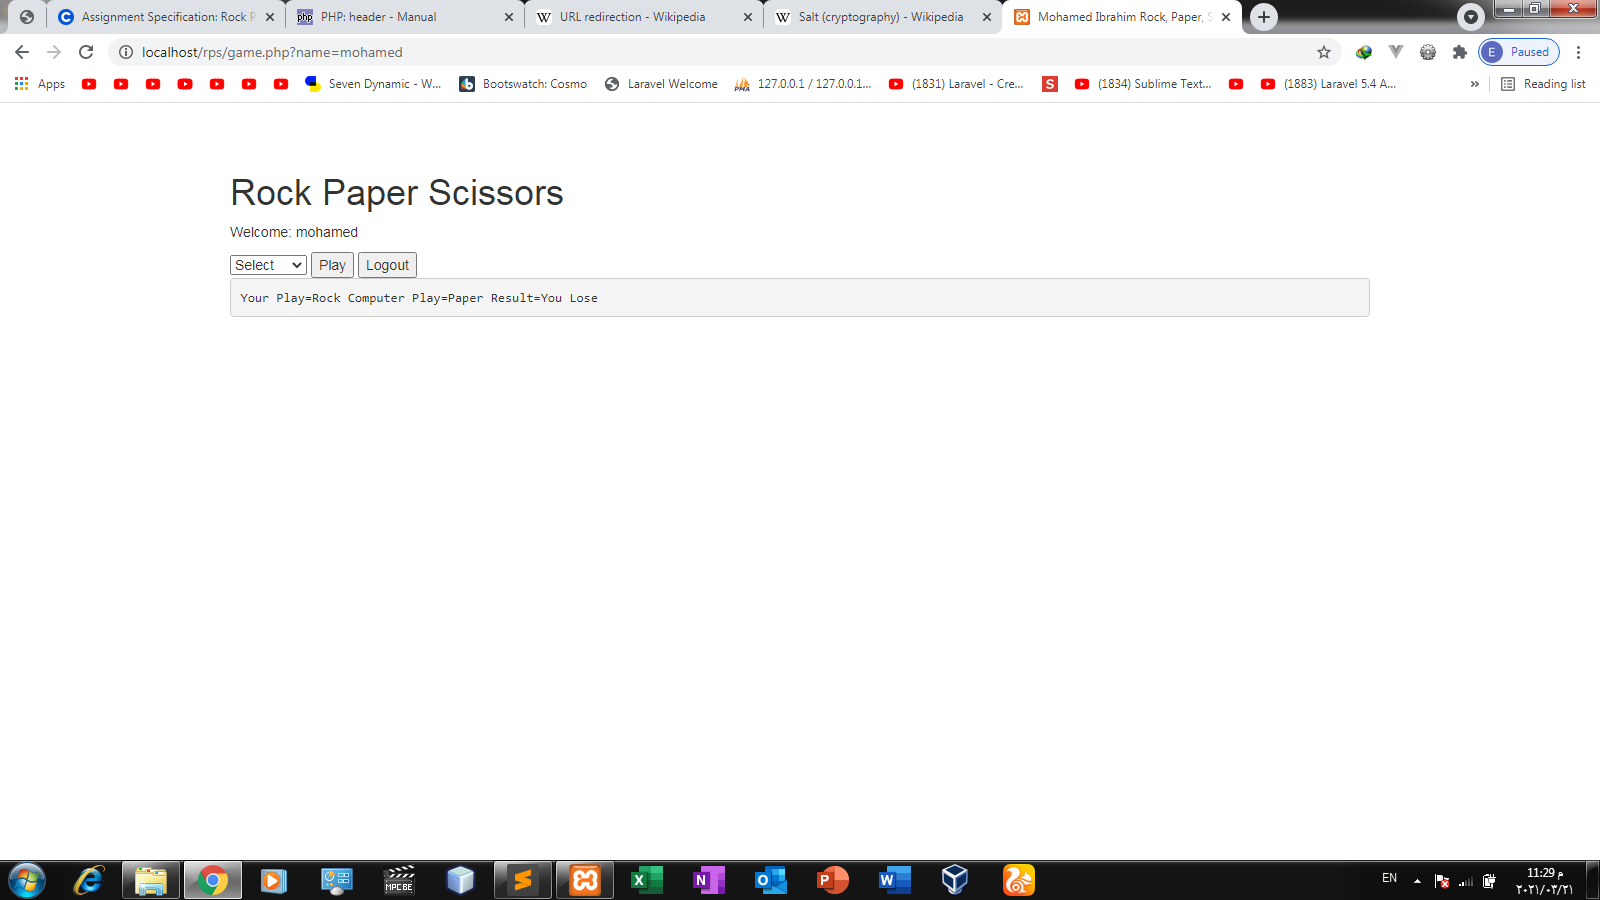 Assignment Specification: Rock P
PHP: header - Manual
URL redirection - Wikipedia
Salt (cryptography) - Wikipedia
Mohamed Ibrahim Rock, Paper, S
localhost/rps/game.php?name=mohamed
E Paused
Apps
Seven Dynamic - W...
Bootswatch: Cosmo
Laravel Welcome
127.0.0.1 / 127.0.0.1...
(1831) Laravel - Cre...
S
(1834) Sublime Text...
(1883) Laravel 5.4 A...
»
Reading list
Rock Paper Scissors
Welcome: mohamed
Select Play Logout
Your Play=Rock Computer Play=Paper Result=You Lose
EN
11:29 م
٢٠٢١/٠٣/٢١